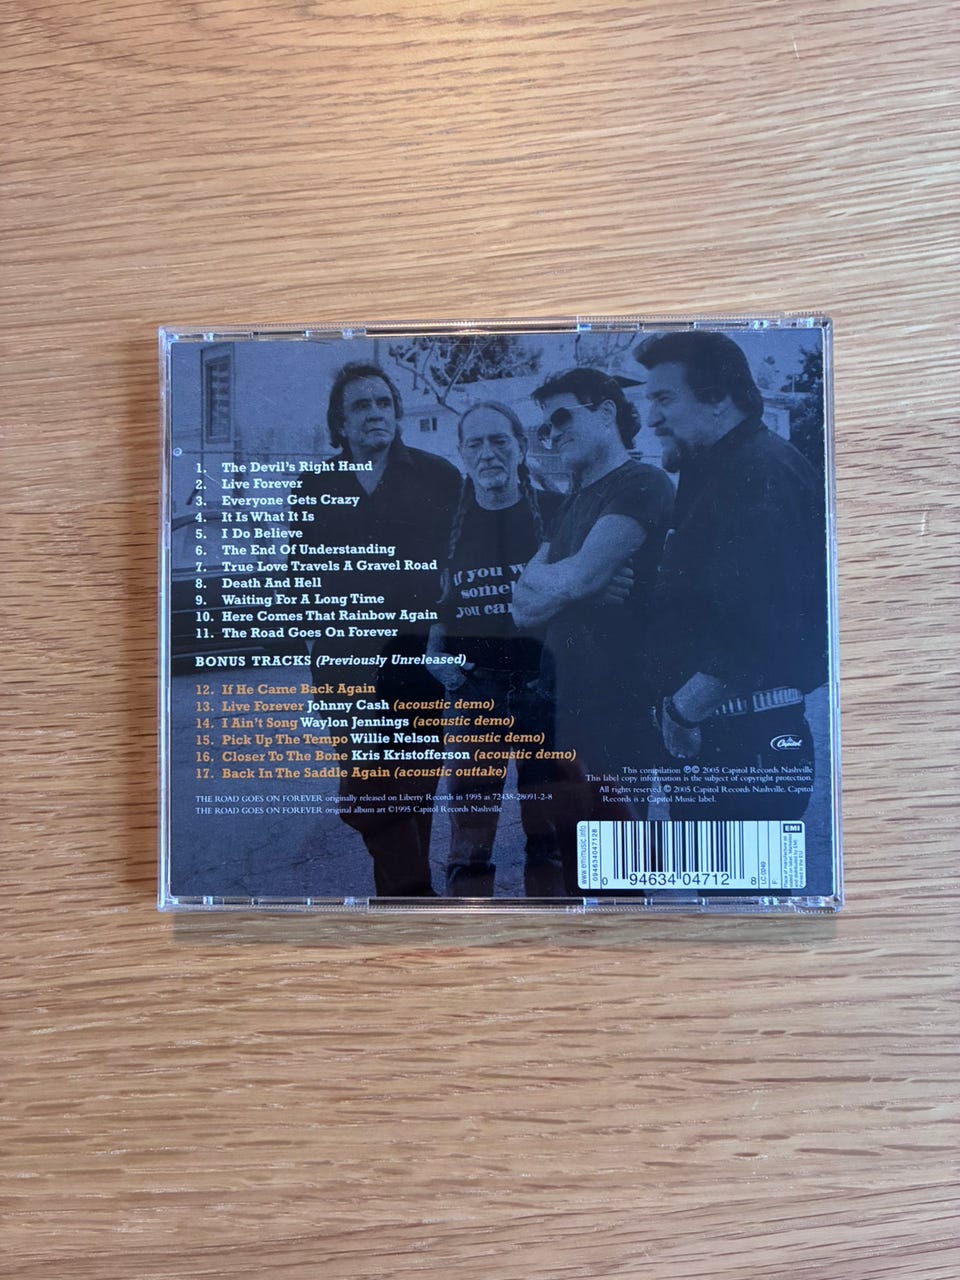 1. The Devil's Right Hand
2. Live Forever
3. Everyone Gets Crazy
4. It Is What It Is
5. I Do Believe
6. The End Of Understanding
7. True Love Travels A Gravel Road
8. Death And Hell
9. Waiting For A Long Time
10. Here Comes That Rainbow Again
11. The Road Goes On Forever
BONUS TRACKS (Previously Unreleased)
12. If He Came Back Again
13. Live Forever Johnny Cash (acoustic demo)
14. I Ain't Song Waylon Jennings (acoustic demo)
15. Pick Up The Tempo Willie Nelson (acoustic demo)
16. Closer To The Bone Kris Kristofferson (acoustic demo)
17. Back In The Saddle Again (acoustic outtake)
THE ROAD GOES ON FOREVER originally released on Liberty Records in 1995 as 72438-28091-2-8
THE ROAD GOES ON FOREVER original album art ©1995 Capitol Records Nashville
if you w
some
you can
Capitol
This compilation ℗© 2005 Capitol Records Nashville
This label copy information is the subject of copyright protection.
All rights reserved © 2005 Capitol Records Nashville. Capitol
Records is a Capitol Music label.
www.emimusic.info
094634047128
0 94634 04712 8
LC 0249
F:
EMI